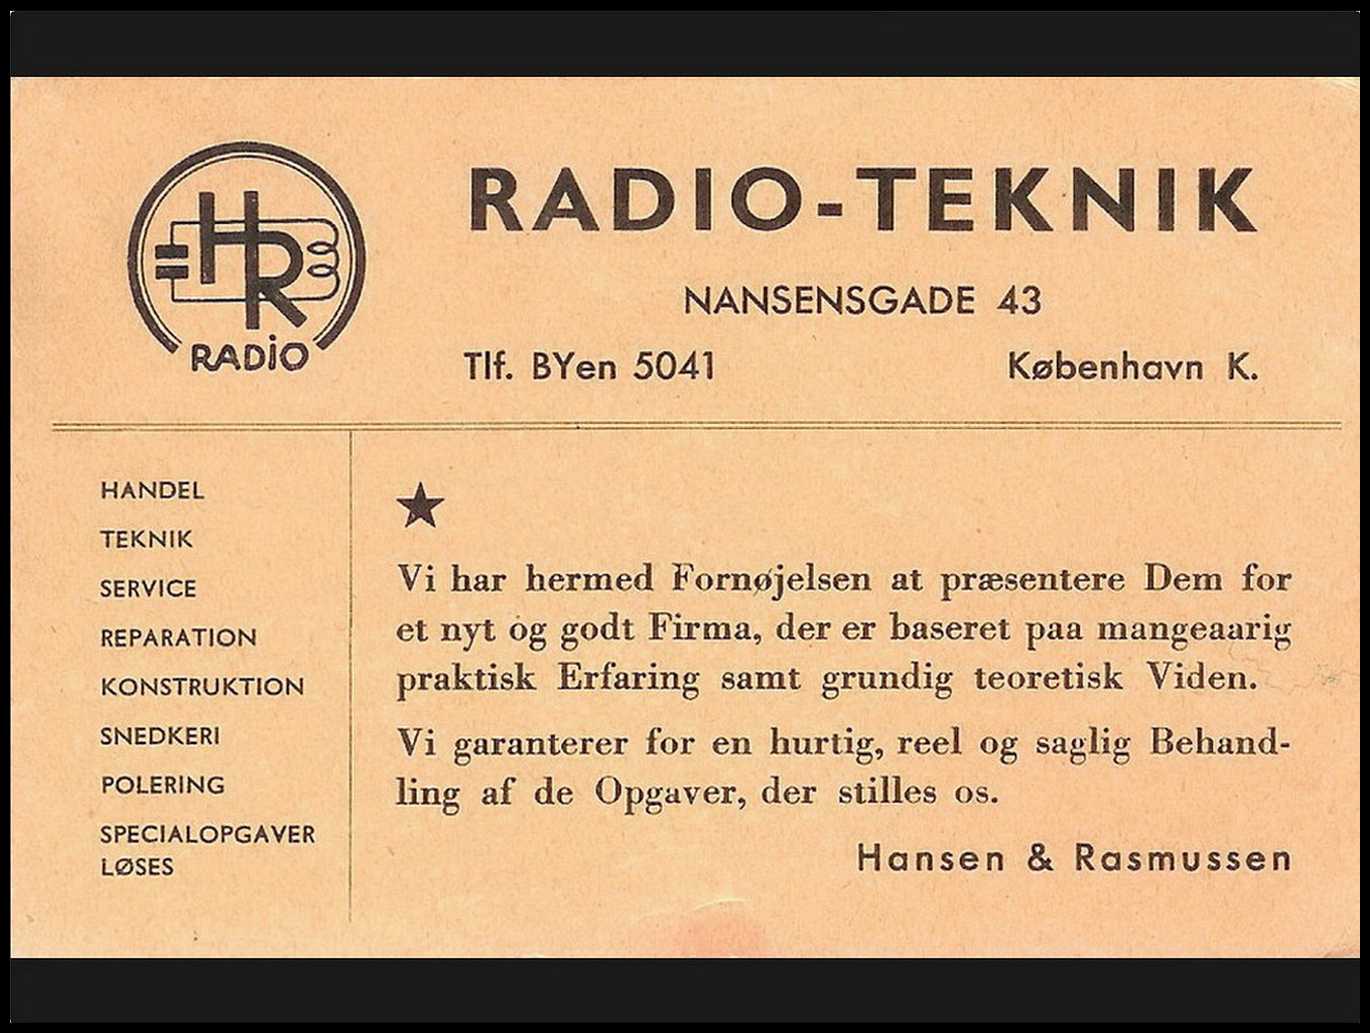 HR
RADiO
RADIO-TEKNIK
NANSENSGADE 43
Tlf. BYen 5041 København K.
HANDEL
TEKNIK
SERVICE
REPARATION
KONSTRUKTION
SNEDKERI
POLERING
SPECIALOPGAVER
LØSES
★
Vi har hermed Fornøjelsen at præsentere Dem for
et nyt og godt Firma, der er baseret paa mangeaarig
praktisk Erfaring samt grundig teoretisk Viden.
Vi garanterer for en hurtig, reel og saglig Behand-
ling af de Opgaver, der stilles os.
Hansen & Rasmussen